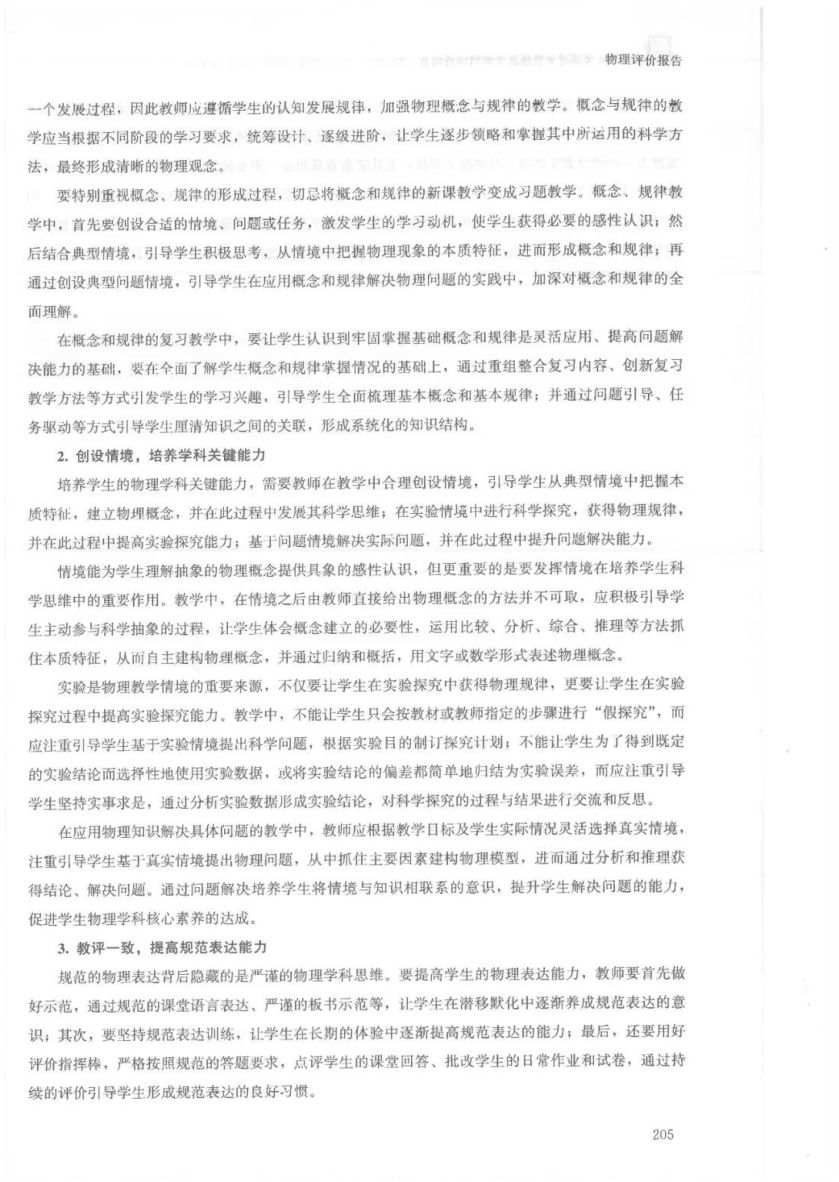 物理评价报告
一个发展过程，因此教师应遵循学生的认知发展规律，加强物理概念与规律的教学。概念与规律的教
学应当根据不同阶段的学习要求，统筹设计、逐级进阶，让学生逐步领略和掌握其中所运用的科学方
法，最终形成清晰的物理观念。
要特别重视概念、规律的形成过程，切忌将概念和规律的新课教学变成习题教学。概念、规律教
学中，首先要创设合适的情境、问题或任务，激发学生的学习动机，使学生获得必要的感性认识；然
后结合典型情境，引导学生积极思考，从情境中把握物理现象的本质特征，进而形成概念和规律；再
通过创设典型问题情境，引导学生在应用概念和规律解决物理问题的实践中，加深对概念和规律的全
面理解。
在概念和规律的复习教学中，要让学生认识到牢固掌握基础概念和规律是灵活应用、提高问题解
决能力的基础，要在全面了解学生概念和规律掌握情况的基础上，通过重组整合复习内容、创新复习
教学方法等方式引发学生的学习兴趣，引导学生全面梳理基本概念和基本规律；并通过问题引导、任
务驱动等方式引导学生厘清知识之间的关联，形成系统化的知识结构。
2. 创设情境，培养学科关键能力
培养学生的物理学科关键能力，需要教师在教学中合理创设情境，引导学生从典型情境中把握本
质特征，建立物理概念，并在此过程中发展其科学思维；在实验情境中进行科学探究，获得物理规律，
并在此过程中提高实验探究能力；基于问题情境解决实际问题，并在此过程中提升问题解决能力。
情境能为学生理解抽象的物理概念提供具象的感性认识，但更重要的是要发挥情境在培养学生科
学思维中的重要作用。教学中，在情境之后由教师直接给出物理概念的方法并不可取，应积极引导学
生主动参与科学抽象的过程，让学生体会概念建立的必要性，运用比较、分析、综合、推理等方法抓
住本质特征，从而自主建构物理概念，并通过归纳和概括，用文字或数学形式表述物理概念。
实验是物理教学情境的重要来源，不仅要让学生在实验探究中获得物理规律，更要让学生在实验
探究过程中提高实验探究能力。教学中，不能让学生只会按教材或教师指定的步骤进行“假探究”，而
应注重引导学生基于实验情境提出科学问题，根据实验目的制订探究计划；不能让学生为了得到既定
的实验结论而选择性地使用实验数据，或将实验结论的偏差都简单地归结为实验误差，而应注重引导
学生坚持实事求是，通过分析实验数据形成实验结论，对科学探究的过程与结果进行交流和反思。
在应用物理知识解决具体问题的教学中，教师应根据教学目标及学生实际情况灵活选择真实情境，
注重引导学生基于真实情境提出物理问题，从中抓住主要因素建构物理模型，进而通过分析和推理获
得结论、解决问题。通过问题解决培养学生将情境与知识相联系的意识，提升学生解决问题的能力，
促进学生物理学科核心素养的达成。
3. 教评一致，提高规范表达能力
规范的物理表达背后隐藏的是严谨的物理学科思维。要提高学生的物理表达能力，教师要首先做
好示范，通过规范的课堂语言表达、严谨的板书示范等，让学生在潜移默化中逐渐养成规范表达的意
识；其次，要坚持规范表达训练，让学生在长期的体验中逐渐提高规范表达的能力；最后，还要用好
评价指挥棒，严格按照规范的答题要求，点评学生的课堂回答、批改学生的日常作业和试卷，通过持
续的评价引导学生形成规范表达的良好习惯。
205